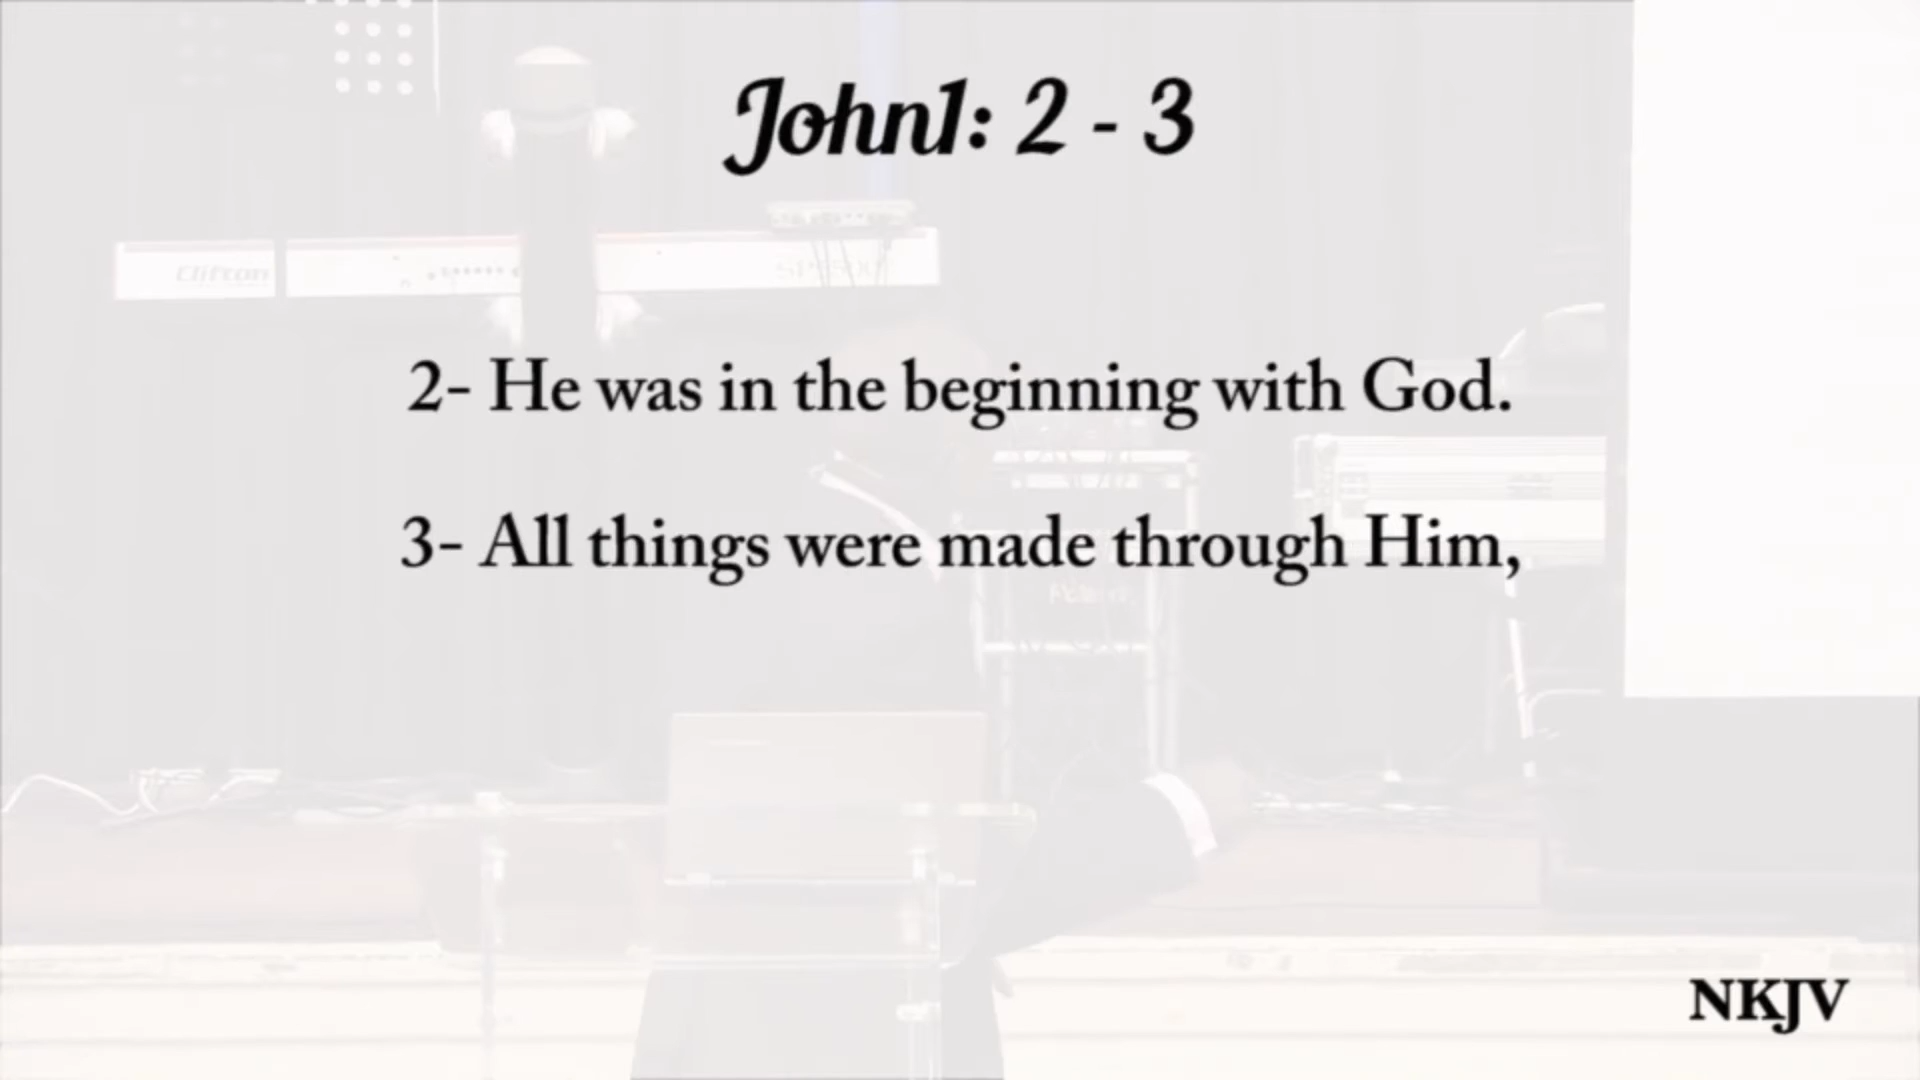 John1: 2 - 3
Clifton
2- He was in the beginning with God.
3- All things were made through Him,
NKJV